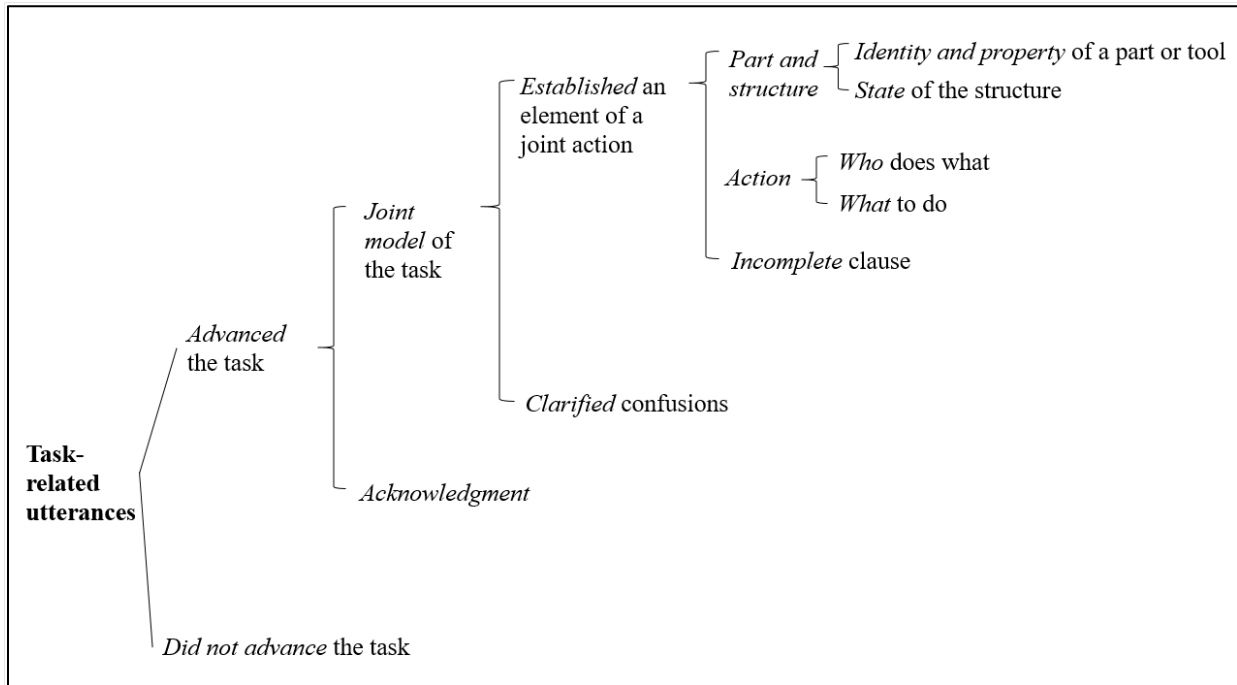 Task-
related
utterances
Advanced
the task
Did not advance the task
Joint
model of
the task
Acknowledgment
Established an
element of a
joint action
Clarified confusions
Part and
structure
Action
Incomplete clause
Identity and property of a part or tool
State of the structure
Who does what
What to do